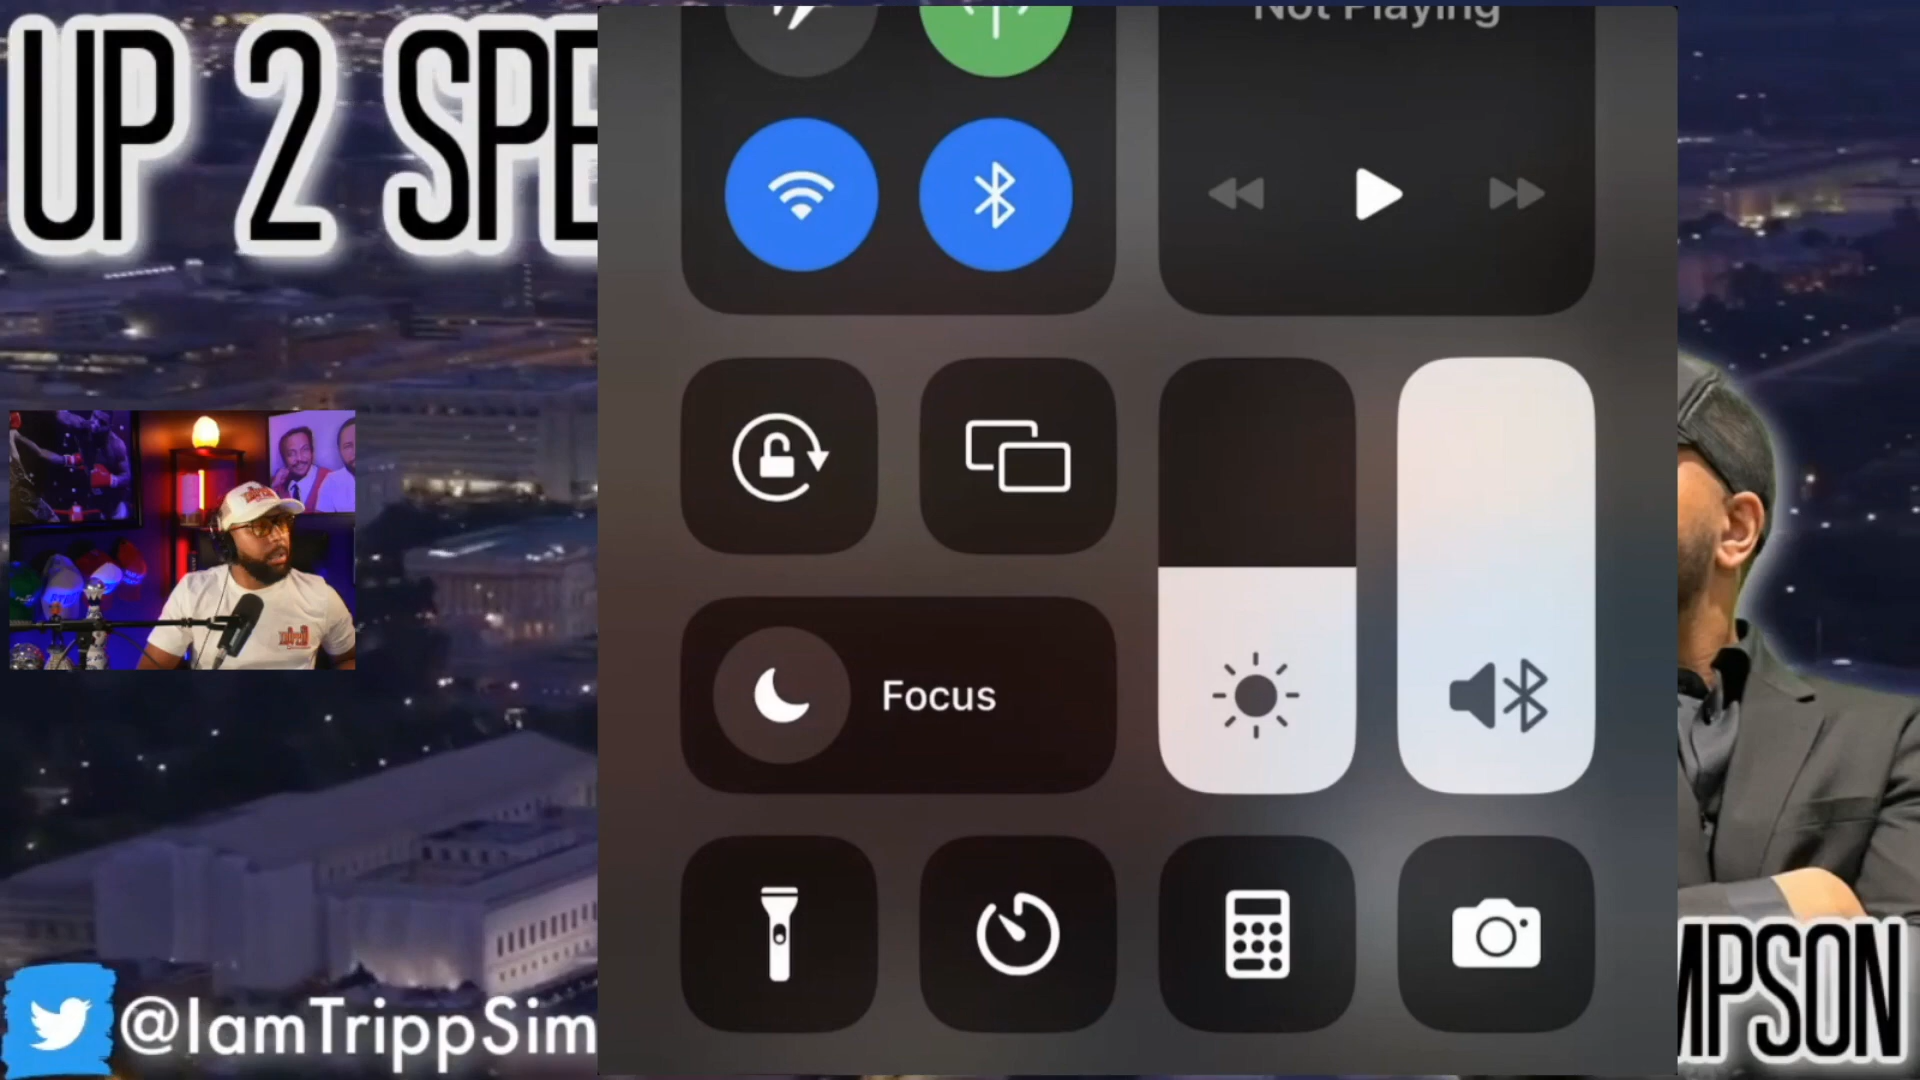 UP 2 SPE
Not Playing
Focus
@IamTrippSim
MPSON